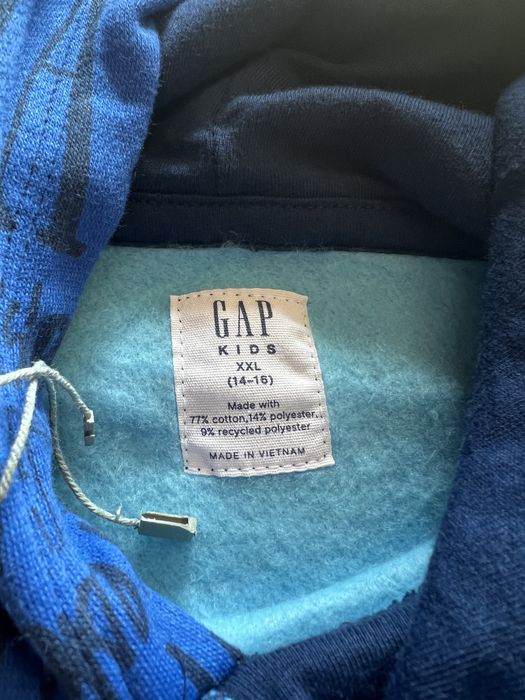 GAP
KIDS
XXL
(14-16)
Made with
77% cotton,14% polyester,
9% recycled polyester
MADE IN VIETNAM